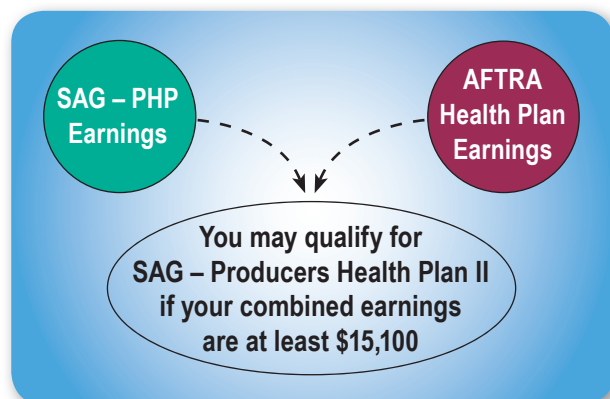 SAG – PHP
Earnings
AFTRA
Health Plan
Earnings
You may qualify for
SAG – Producers Health Plan II
if your combined earnings
are at least $15,100